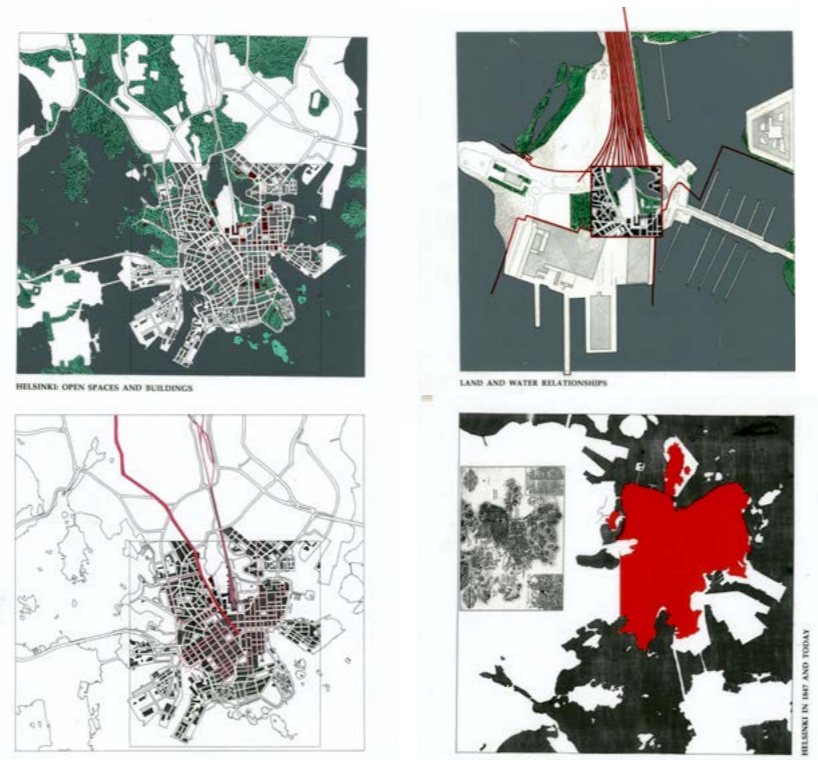 HELSINKI: OPEN SPACES AND BUILDINGS
LAND AND WATER RELATIONSHIPS
HELSINKI IN 1847 AND TODAY